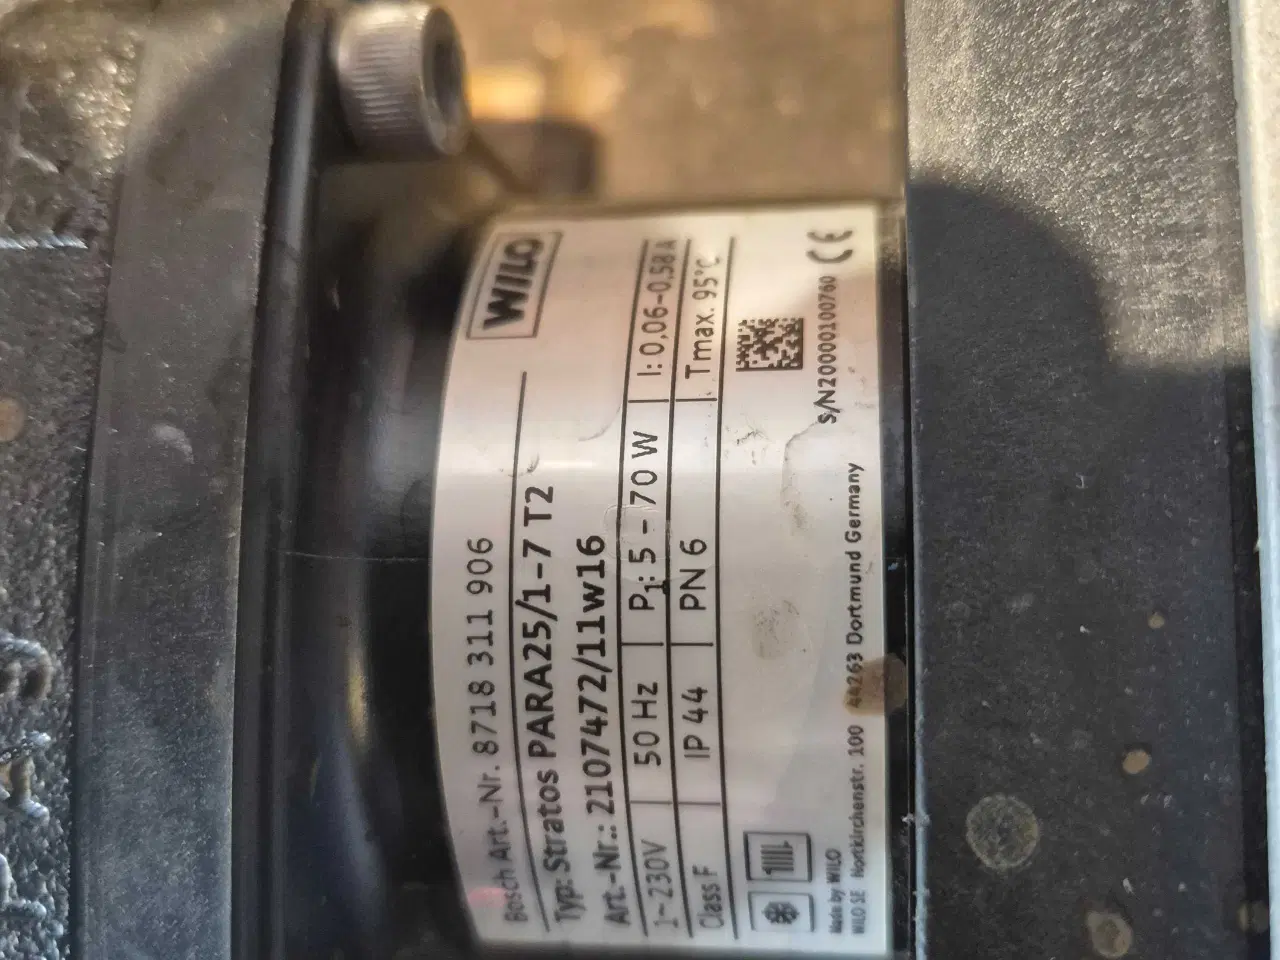 WILO
Bosch Art.-Nr. 8718 311 906
Typ: Stratos PARA25/1-7 T2
Art.-Nr.: 2107472/11w16
1~230V 50 Hz P1: 5 - 70 W I: 0,06-0,58 A
Class F IP 44 PN 6 Tmax. 95°C
S/N200000100760 CE
Made by WILO
WILO SE Nortkirchenstr. 100 44263 Dortmund Germany